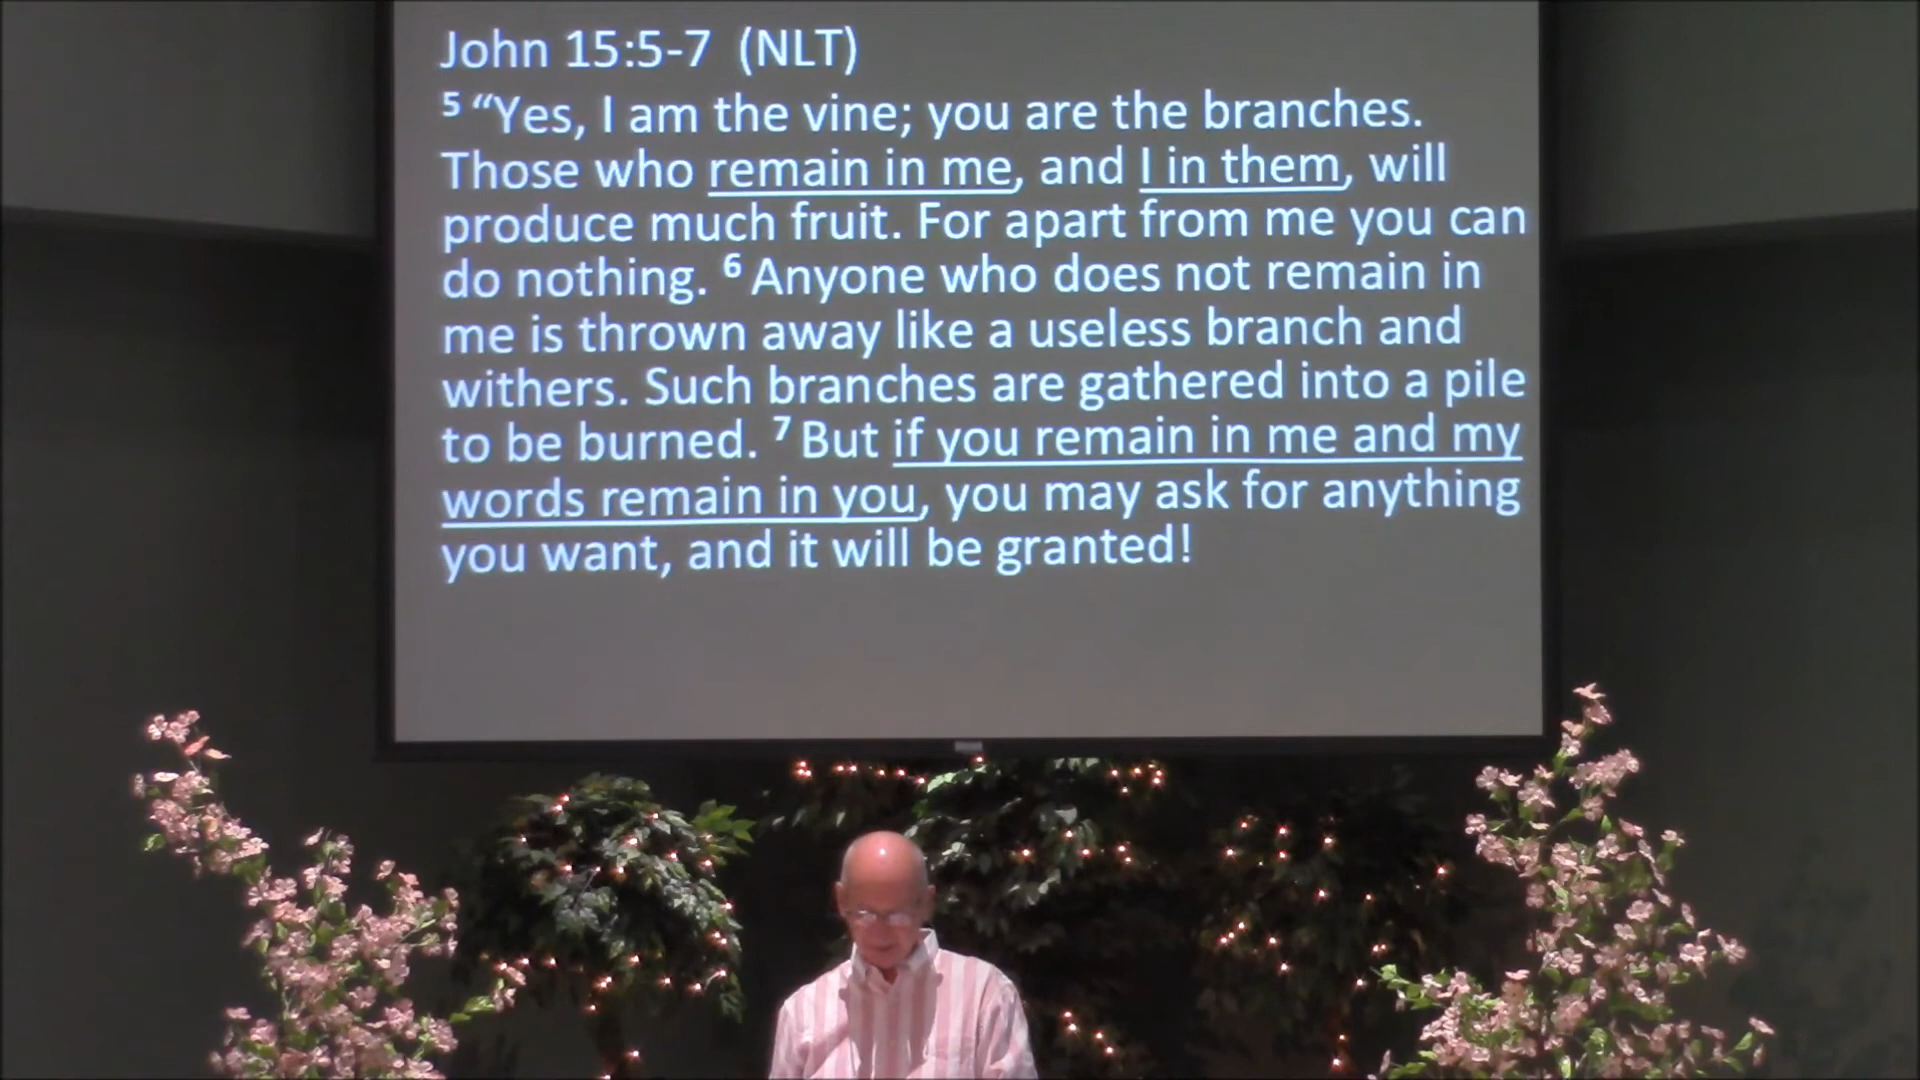 John 15:5-7 (NLT)
5 “Yes, I am the vine; you are the branches.
Those who remain in me, and I in them, will
produce much fruit. For apart from me you can
do nothing. 6 Anyone who does not remain in
me is thrown away like a useless branch and
withers. Such branches are gathered into a pile
to be burned. 7 But if you remain in me and my
words remain in you, you may ask for anything
you want, and it will be granted!